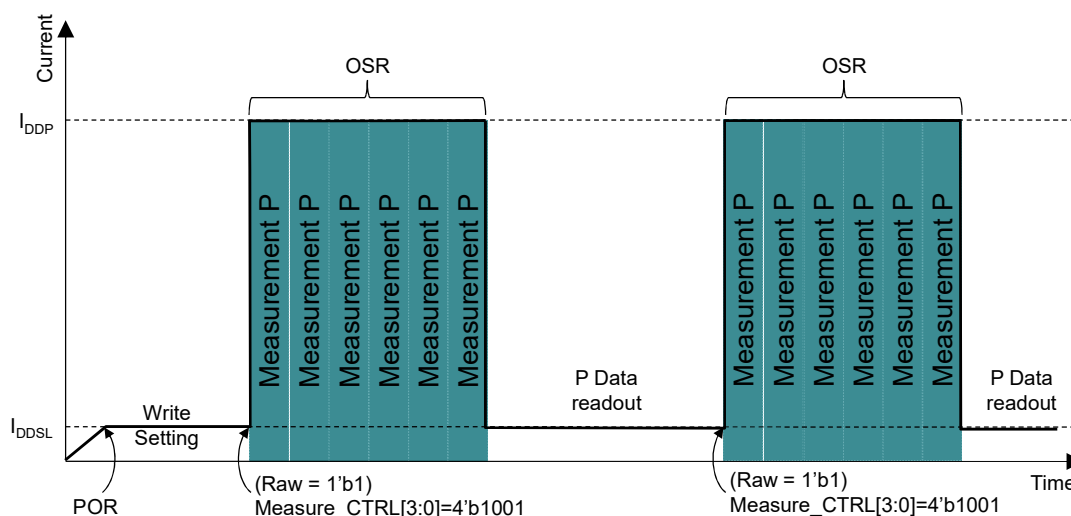 Current
OSR
OSR
IDDP
Measurement P
Measurement P
Measurement P
Measurement P
Measurement P
Measurement P
Measurement P
Measurement P
Measurement P
Measurement P
Measurement P
Measurement P
P Data
readout
P Data
readout
IDDSL
Write
Setting
POR
(Raw = 1'b1)
Measure_CTRL[3:0]=4'b1001
(Raw = 1'b1)
Measure_CTRL[3:0]=4'b1001
Time